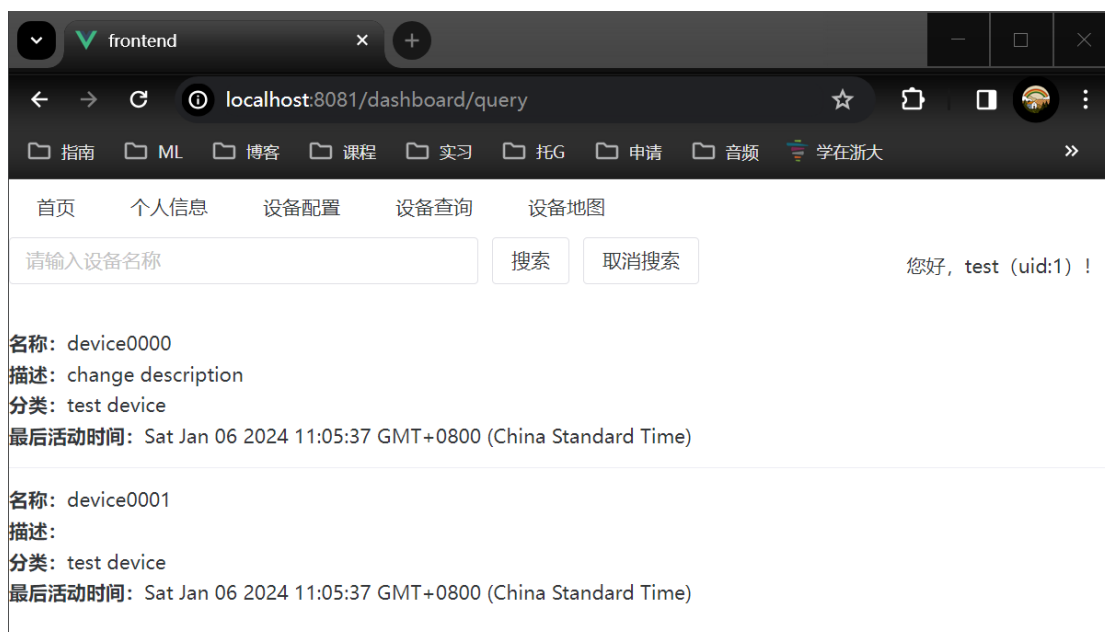 frontend
localhost:8081/dashboard/query
指南 ML 博客 课程 实习 托G 申请 音频 学在浙大
首页 个人信息 设备配置 设备查询 设备地图
请输入设备名称 搜索 取消搜索 您好，test（uid:1）！
名称：device0000
描述：change description
分类：test device
最后活动时间：Sat Jan 06 2024 11:05:37 GMT+0800 (China Standard Time)
名称：device0001
描述：
分类：test device
最后活动时间：Sat Jan 06 2024 11:05:37 GMT+0800 (China Standard Time)